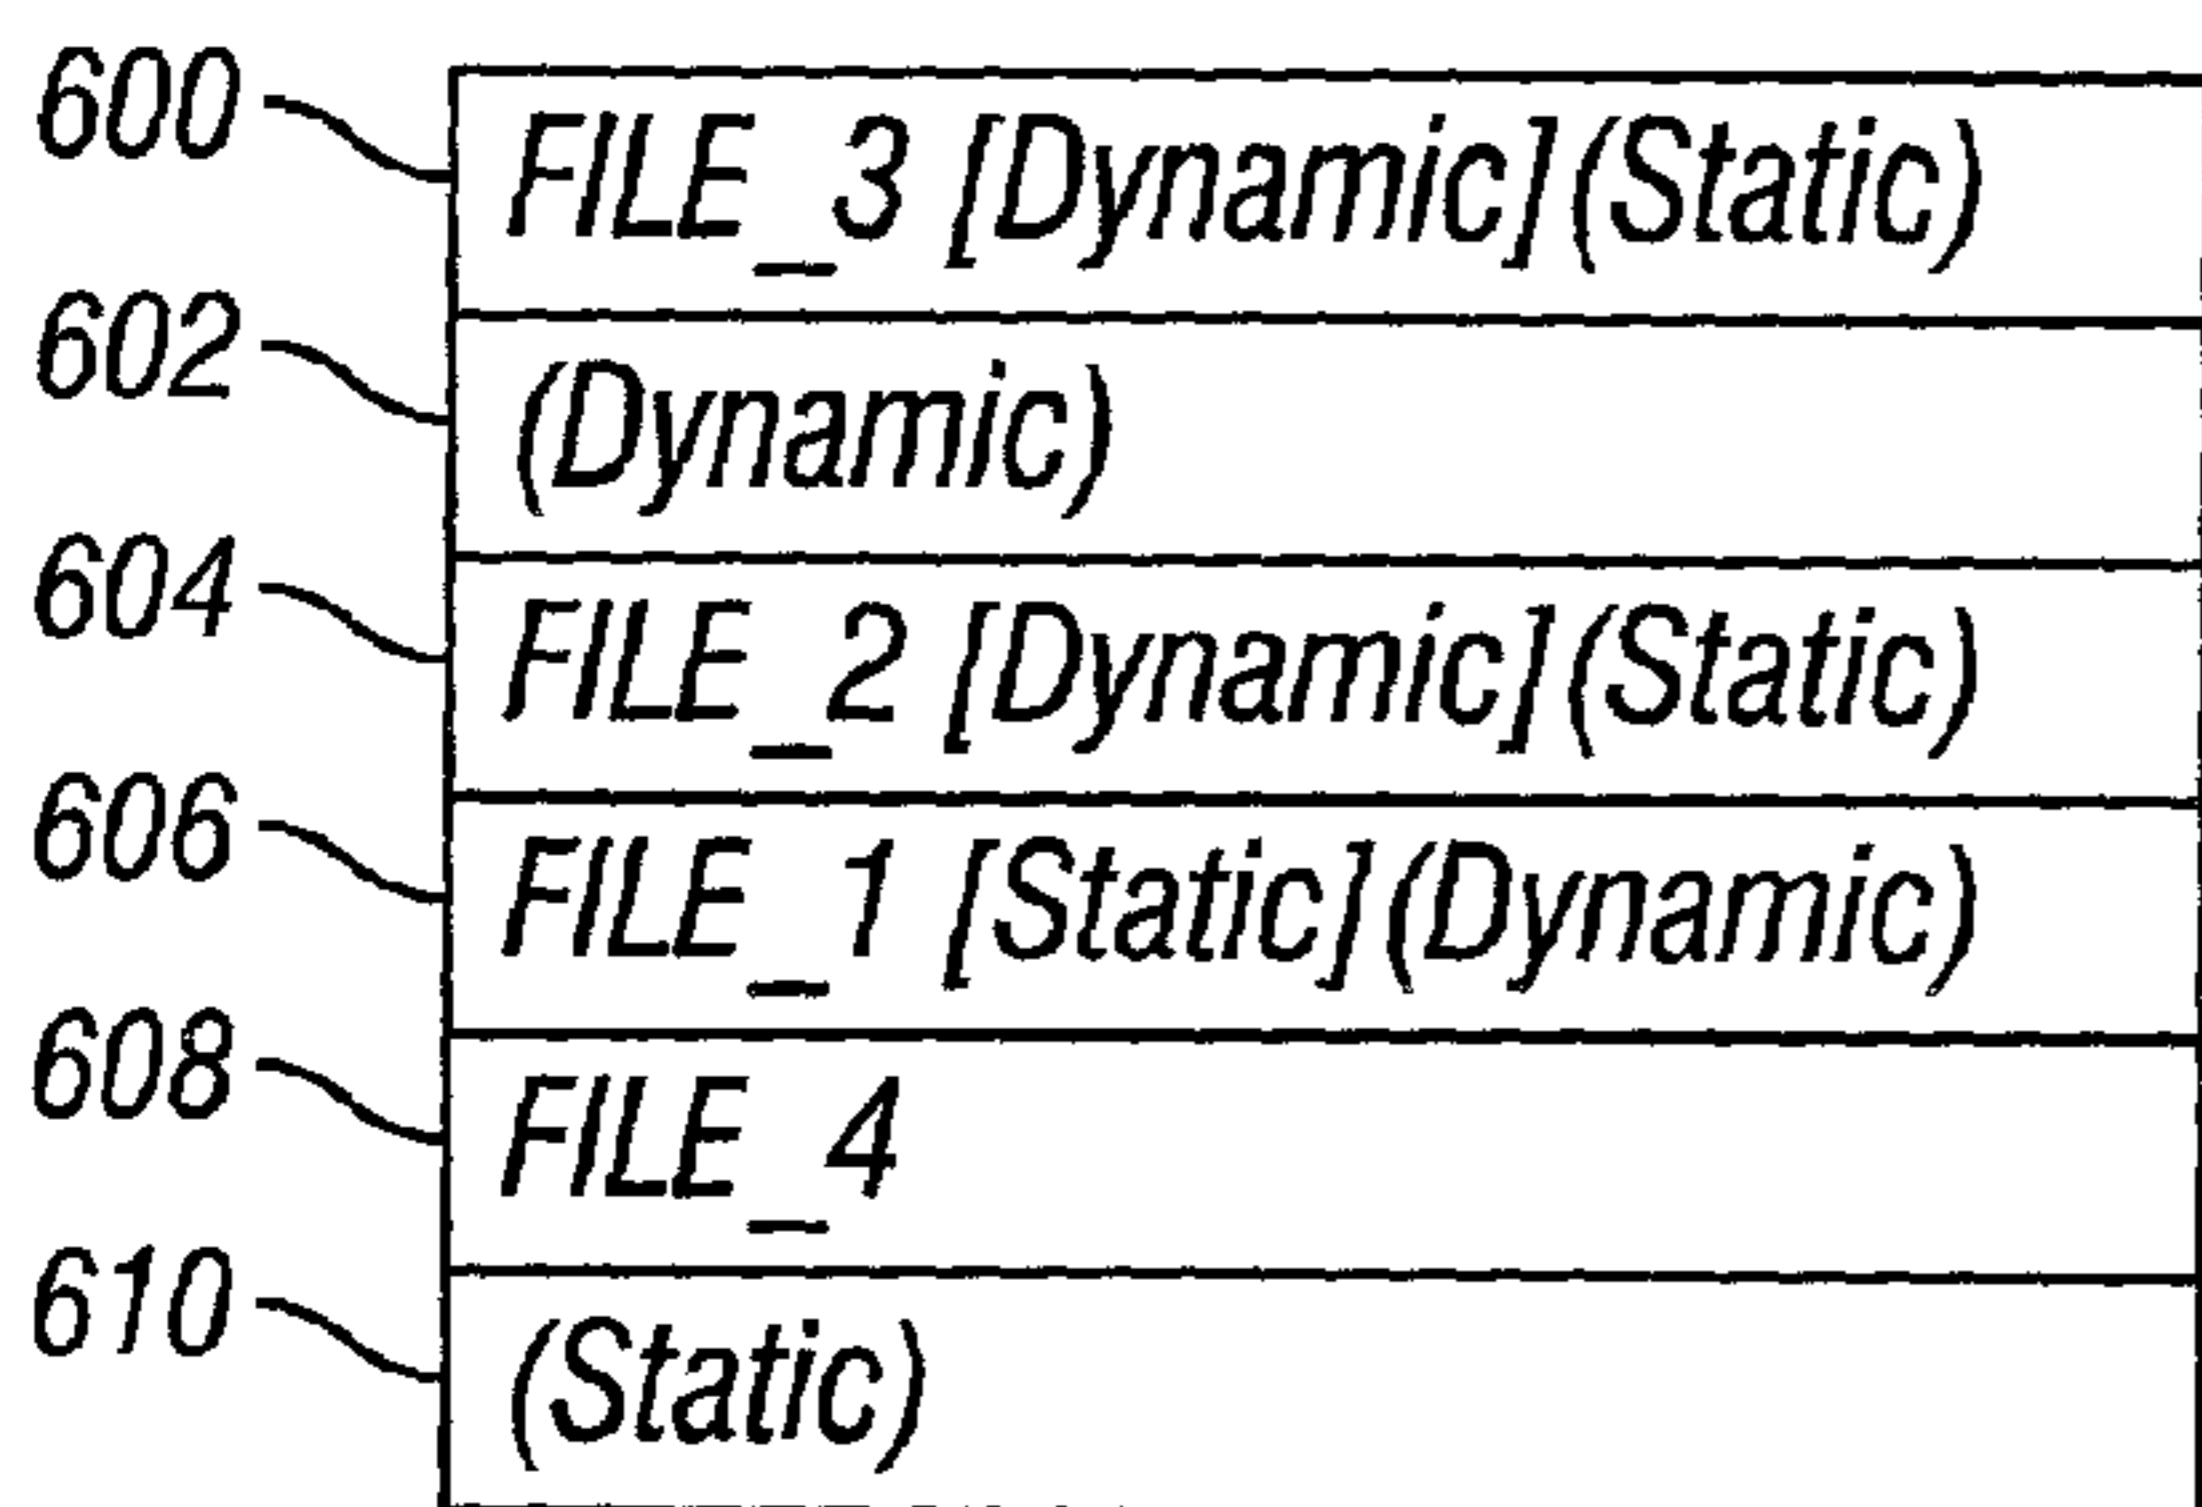 600 FILE_3 [Dynamic](Static)
602 (Dynamic)
604 FILE_2 [Dynamic](Static)
606 FILE_1 [Static](Dynamic)
608 FILE_4
610 (Static)